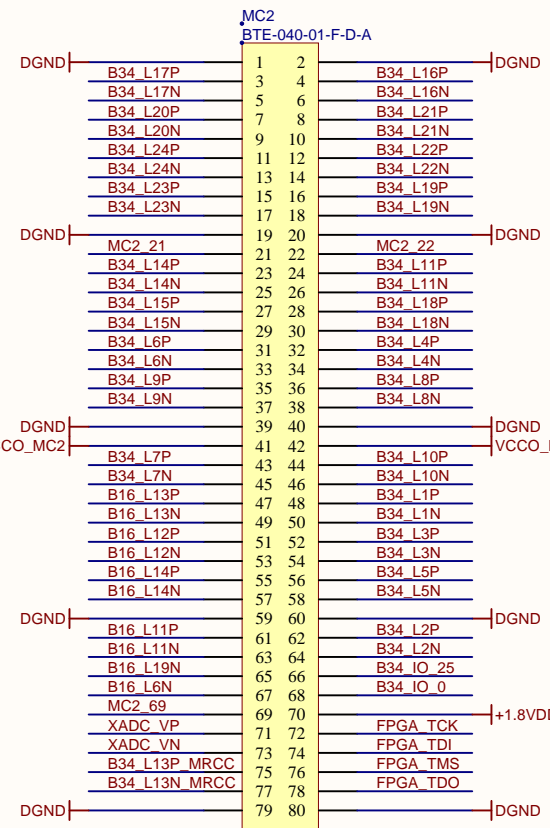 MC2
BTE-040-01-F-D-A
DGND 1 2 DGND
B34_L17P 3 4 B34_L16P
B34_L17N 5 6 B34_L16N
B34_L20P 7 8 B34_L21P
B34_L20N 9 10 B34_L21N
B34_L24P 11 12 B34_L22P
B34_L24N 13 14 B34_L22N
B34_L23P 15 16 B34_L19P
B34_L23N 17 18 B34_L19N
DGND 19 20 DGND
MC2_21 21 22 MC2_22
B34_L14P 23 24 B34_L11P
B34_L14N 25 26 B34_L11N
B34_L15P 27 28 B34_L18P
B34_L15N 29 30 B34_L18N
B34_L6P 31 32 B34_L4P
B34_L6N 33 34 B34_L4N
B34_L9P 35 36 B34_L8P
B34_L9N 37 38 B34_L8N
DGND 39 40 DGND
CO_MC2 41 42 VCCO_
B34_L7P 43 44 B34_L10P
B34_L7N 45 46 B34_L10N
B16_L13P 47 48 B34_L1P
B16_L13N 49 50 B34_L1N
B16_L12P 51 52 B34_L3P
B16_L12N 53 54 B34_L3N
B16_L14P 55 56 B34_L5P
B16_L14N 57 58 B34_L5N
DGND 59 60 DGND
B16_L11P 61 62 B34_L2P
B16_L11N 63 64 B34_L2N
B16_L19N 65 66 B34_IO_25
B16_L6N 67 68 B34_IO_0
MC2_69 69 70 +1.8VDD
XADC_VP 71 72 FPGA_TCK
XADC_VN 73 74 FPGA_TDI
B34_L13P_MRCC 75 76 FPGA_TMS
B34_L13N_MRCC 77 78 FPGA_TDO
DGND 79 80 DGND